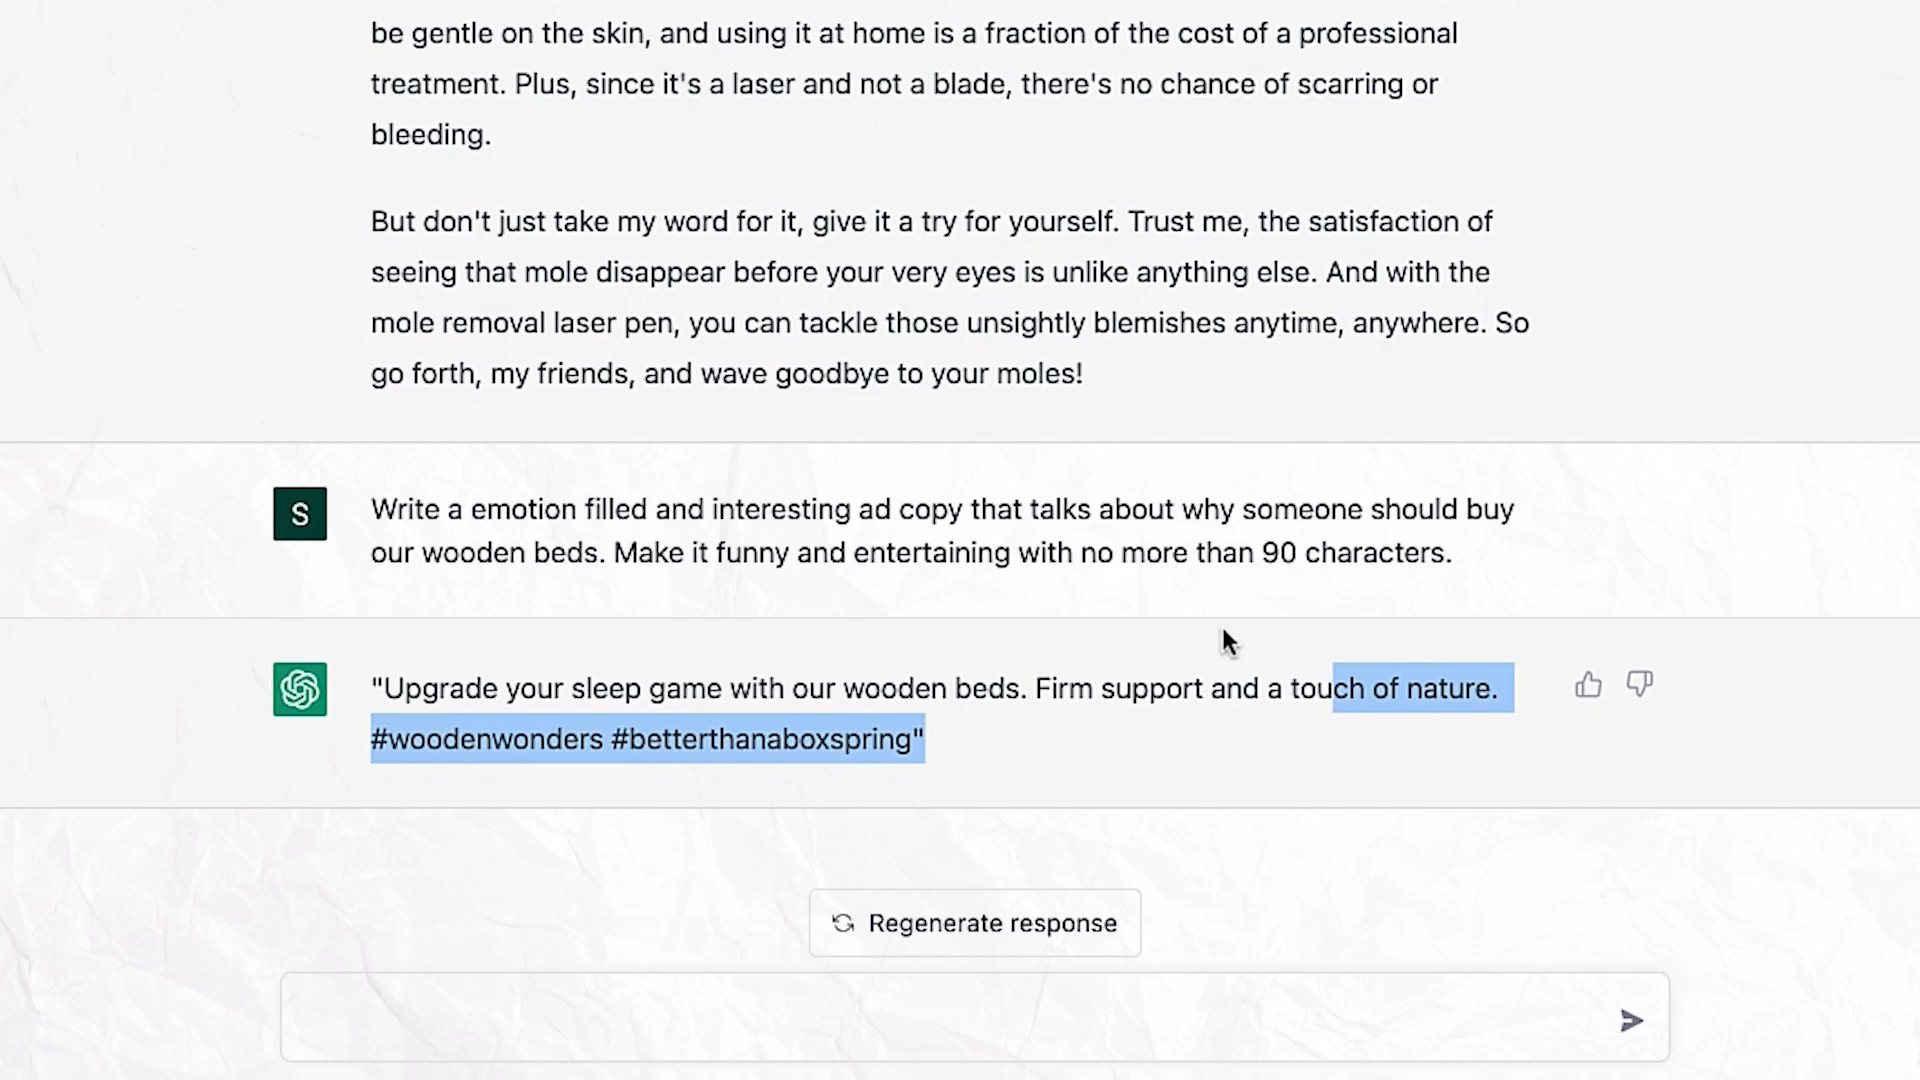 be gentle on the skin, and using it at home is a fraction of the cost of a professional
treatment. Plus, since it's a laser and not a blade, there's no chance of scarring or
bleeding.
But don't just take my word for it, give it a try for yourself. Trust me, the satisfaction of
seeing that mole disappear before your very eyes is unlike anything else. And with the
mole removal laser pen, you can tackle those unsightly blemishes anytime, anywhere. So
go forth, my friends, and wave goodbye to your moles!
S
Write a emotion filled and interesting ad copy that talks about why someone should buy
our wooden beds. Make it funny and entertaining with no more than 90 characters.
"Upgrade your sleep game with our wooden beds. Firm support and a touch of nature.
#woodenwonders #betterthanaboxspring"
Regenerate response